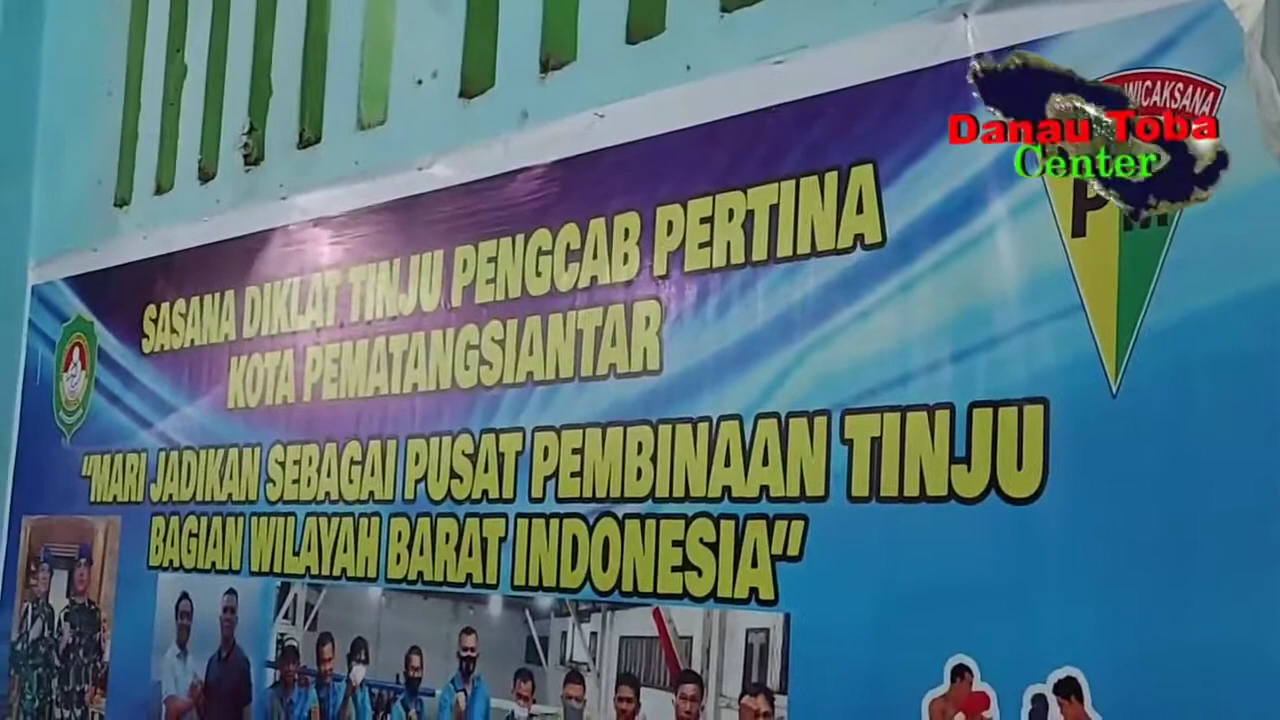 WICAKSANA
Danau Toba
Center
SASANA DIKLAT TINJU PENGCAB PERTINA
KOTA PEMATANGSIANTAR
"MARI JADIKAN SEBAGAI PUSAT PEMBINAAN TINJU
BAGIAN WILAYAH BARAT INDONESIA"